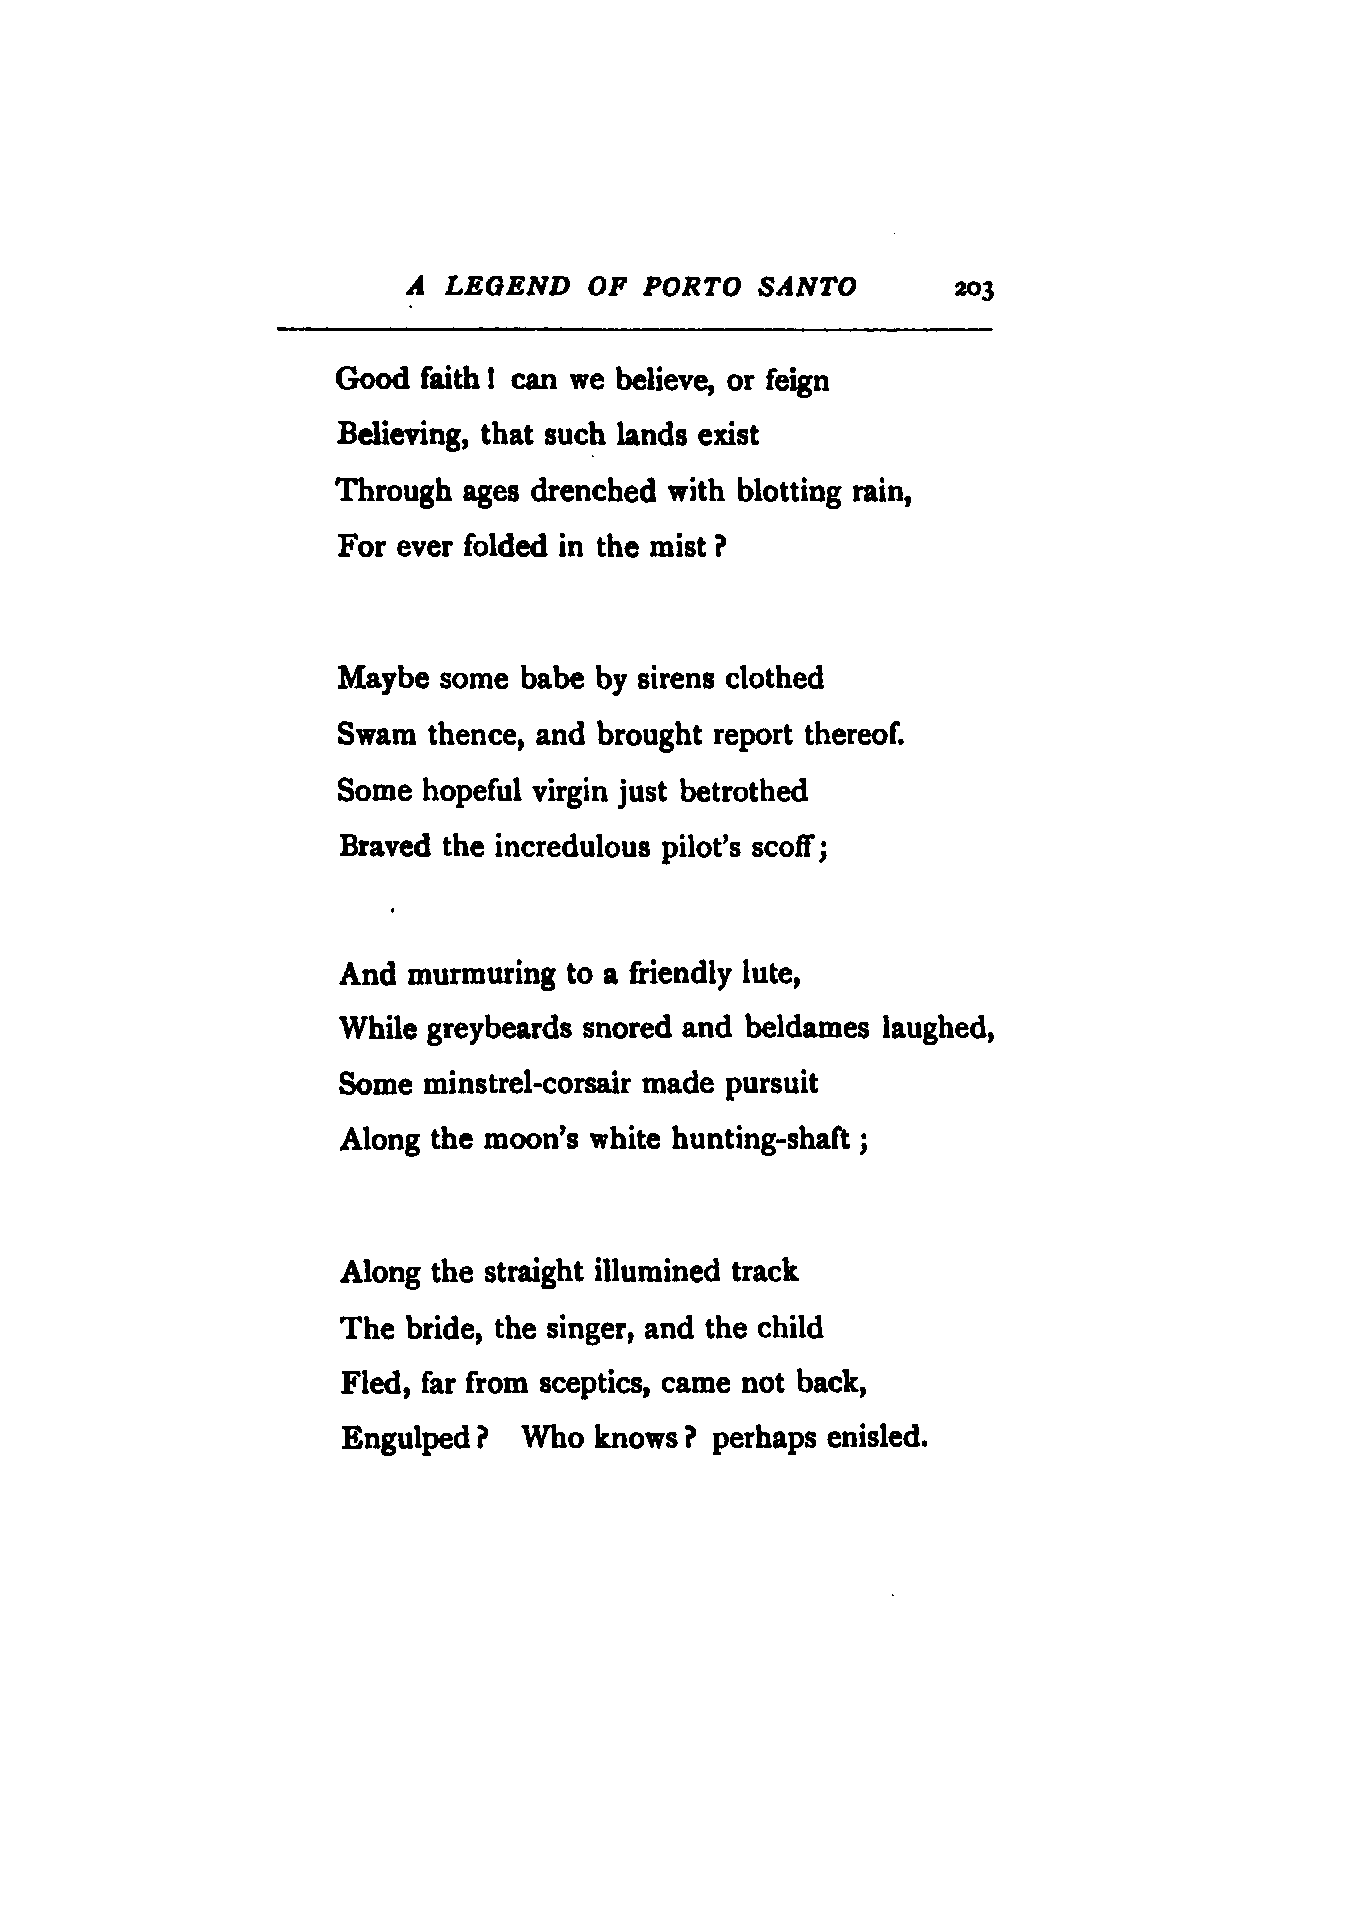 A LEGEND OF PORTO SANTO 203
Good faith! can we believe, or feign
Believing, that such lands exist
Through ages drenched with blotting rain,
For ever folded in the mist?
Maybe some babe by sirens clothed
Swam thence, and brought report thereof.
Some hopeful virgin just betrothed
Braved the incredulous pilot's scoff;
And murmuring to a friendly lute,
While greybeards snored and beldames laughed,
Some minstrel-corsair made pursuit
Along the moon's white hunting-shaft;
Along the straight illumined track
The bride, the singer, and the child
Fled, far from sceptics, came not back,
Engulped? Who knows? perhaps enisled.